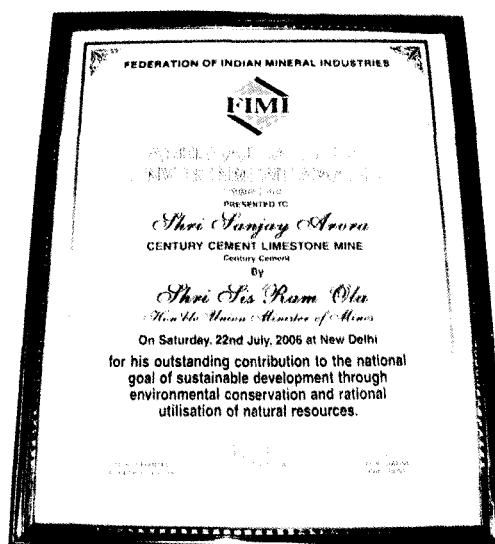 FEDERATION OF INDIAN MINERAL INDUSTRIES
FIMI
PRESENTED TO
Shri Sanjay Arora
CENTURY CEMENT LIMESTONE MINE
Century Cement
By
Shri Sis Ram Ola
Hon'ble Union Minister of Mines
On Saturday, 22nd July, 2006 at New Delhi
for his outstanding contribution to the national
goal of sustainable development through
environmental conservation and rational
utilisation of natural resources.